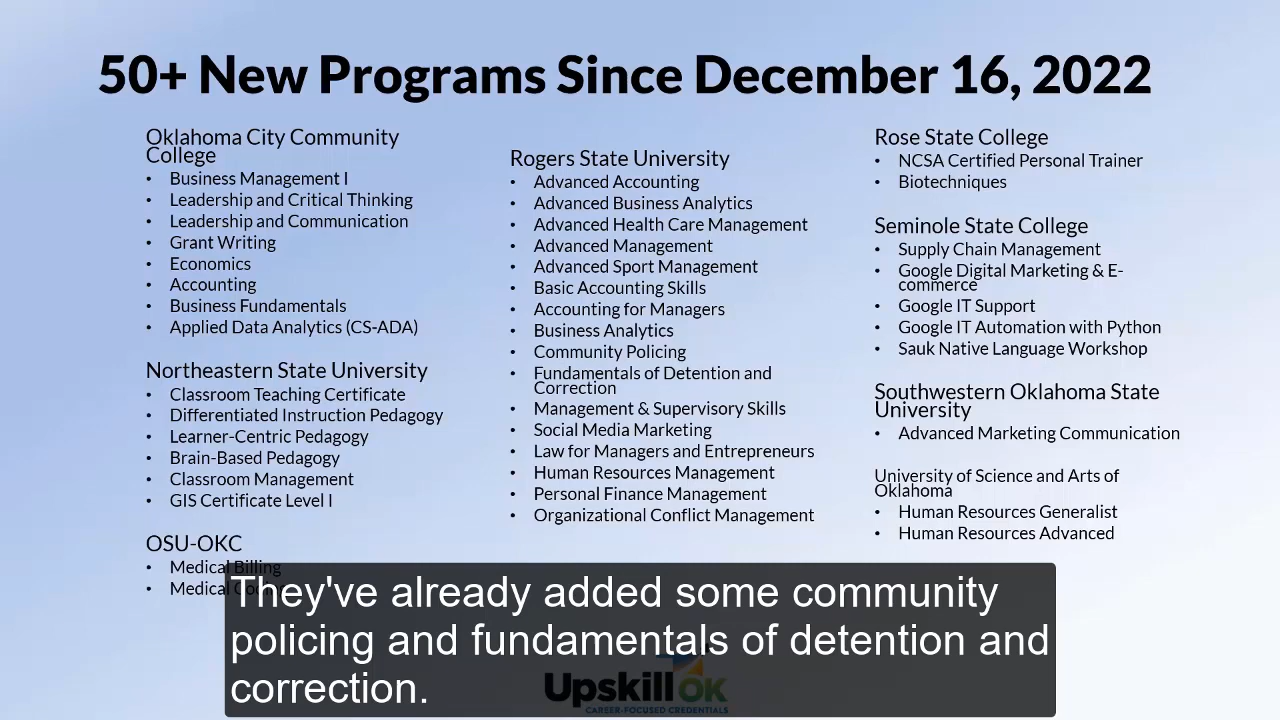 50+ New Programs Since December 16, 2022
Oklahoma City Community
College
• Business Management I
• Leadership and Critical Thinking
• Leadership and Communication
• Grant Writing
• Economics
• Accounting
• Business Fundamentals
• Applied Data Analytics (CS-ADA)
Northeastern State University
• Classroom Teaching Certificate
• Differentiated Instruction Pedagogy
• Learner-Centric Pedagogy
• Brain-Based Pedagogy
• Classroom Management
• GIS Certificate Level I
OSU-OKC
• Medical Billing
• Medical
Rogers State University
• Advanced Accounting
• Advanced Business Analytics
• Advanced Health Care Management
• Advanced Management
• Advanced Sport Management
• Basic Accounting Skills
• Accounting for Managers
• Business Analytics
• Community Policing
• Fundamentals of Detention and
Correction
• Management & Supervisory Skills
• Social Media Marketing
• Law for Managers and Entrepreneurs
• Human Resources Management
• Personal Finance Management
• Organizational Conflict Management
Rose State College
• NCSA Certified Personal Trainer
• Biotechniques
Seminole State College
• Supply Chain Management
• Google Digital Marketing & E-
commerce
• Google IT Support
• Google IT Automation with Python
• Sauk Native Language Workshop
Southwestern Oklahoma State
University
• Advanced Marketing Communication
University of Science and Arts of
Oklahoma
• Human Resources Generalist
• Human Resources Advanced
They've already added some community
policing and fundamentals of detention and
correction.
UpskillOK
CAREER-FOCUSED CREDENTIALS